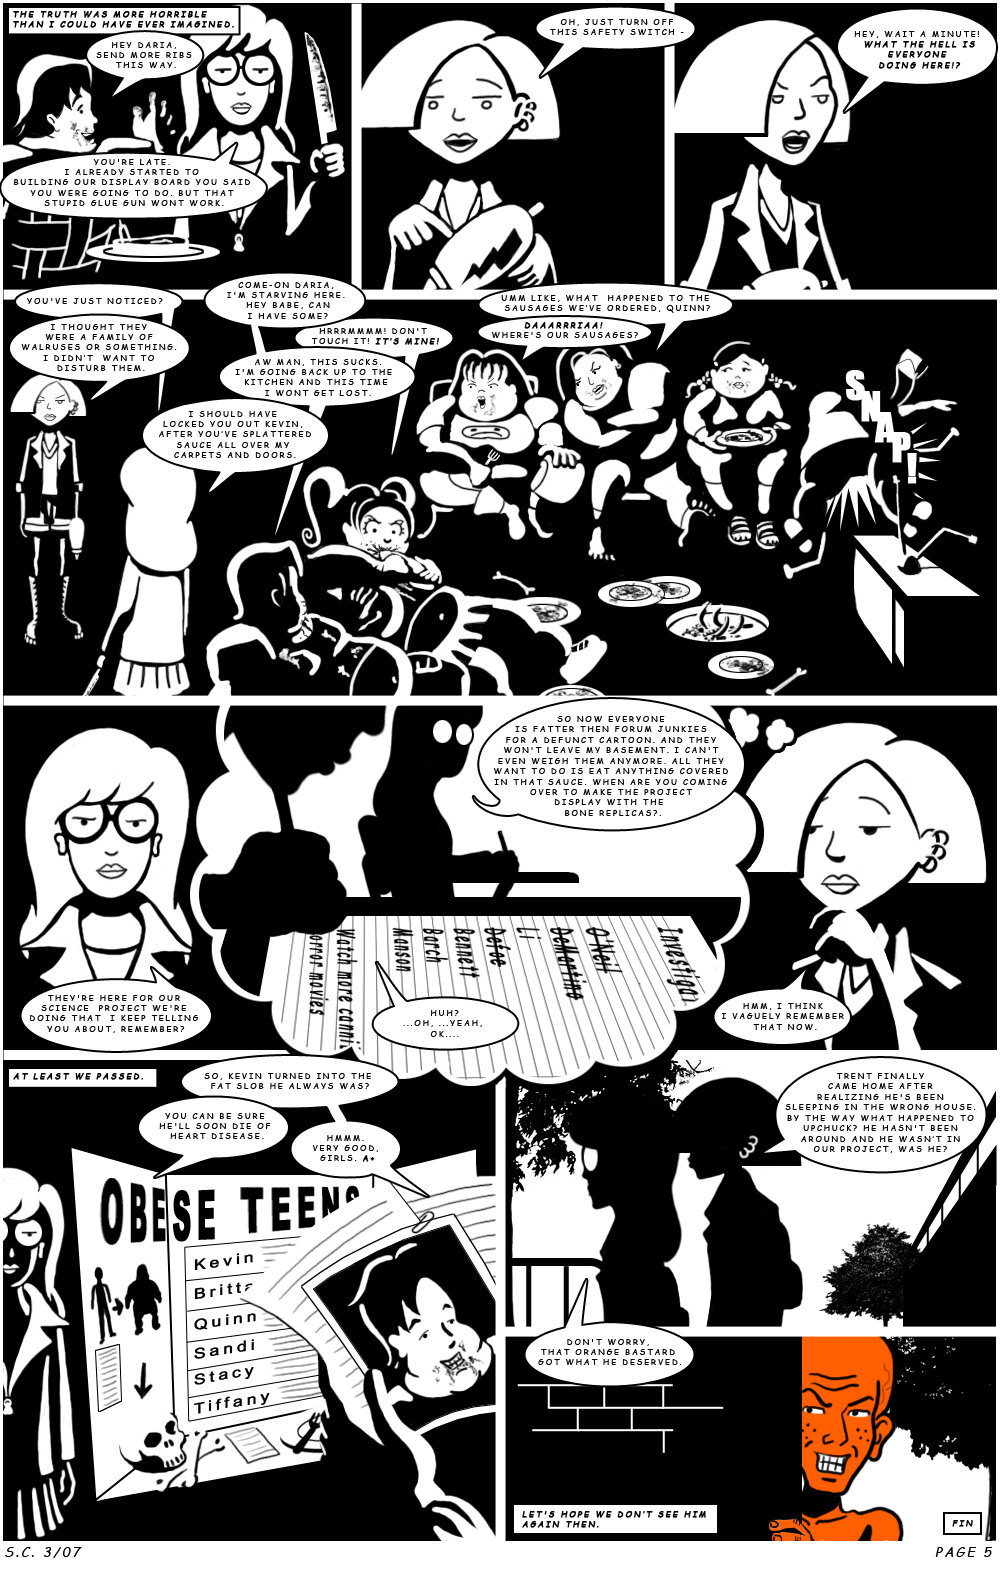 THE TRUTH WAS MORE HORRIBLE
THAN I COULD HAVE EVER IMAGINED.
HEY DARIA,
SEND MORE RIBS
THIS WAY.
YOU'RE LATE.
I ALREADY STARTED TO
BUILDING OUR DISPLAY BOARD YOU SAID
YOU WERE GOING TO DO. BUT THAT
STUPID GLUE GUN WONT WORK.
OH, JUST TURN OFF
THIS SAFETY SWITCH -
HEY, WAIT A MINUTE!
WHAT THE HELL IS
EVERYONE
DOING HERE!?
YOU'VE JUST NOTICED?
I THOUGHT THEY
WERE A FAMILY OF
WALRUSES OR SOMETHING.
I DIDN'T WANT TO
DISTURB THEM.
COME-ON DARIA,
I'M STARVING HERE.
HEY BABE, CAN
I HAVE SOME?
HRRRMMMM! DON'T
TOUCH IT! IT'S MINE!
AW MAN, THIS SUCKS.
I'M GOING BACK UP TO THE
KITCHEN AND THIS TIME
I WONT GET LOST.
I SHOULD HAVE
LOCKED YOU OUT KEVIN,
AFTER YOU'VE SPLATTERED
SAUCE ALL OVER MY
CARPETS AND DOORS.
UMM LIKE, WHAT HAPPENED TO THE
SAUSAGES WE'VE ORDERED, QUINN?
DAAARRRIAA!
WHERE'S OUR SAUSAGES?
SNAP!
SO NOW EVERYONE
IS FATTER THEN FORUM JUNKIES
FOR A DEFUNCT CARTOON. AND THEY
WON'T LEAVE MY BASEMENT. I CAN'T
EVEN WEIGH THEM ANYMORE. ALL THEY
WANT TO DO IS EAT ANYTHING COVERED
IN THAT SAUCE. WHEN ARE YOU COMING
OVER TO MAKE THE PROJECT
DISPLAY WITH THE
BONE REPLICAS?.
Investigat
O'Neil
DeMartino
Li
Defoe
Bennett
Barch
Manson
Watch more canni
orror movies
HUH?
...OH, ...YEAH,
OK....
THEY'RE HERE FOR OUR
SCIENCE PROJECT WE'RE
DOING THAT I KEEP TELLING
YOU ABOUT, REMEMBER?
HMM, I THINK
I VAGUELY REMEMBER
THAT NOW.
AT LEAST WE PASSED.
SO, KEVIN TURNED INTO THE
FAT SLOB HE ALWAYS WAS?
YOU CAN BE SURE
HE'LL SOON DIE OF
HEART DISEASE.
HMMM.
VERY GOOD,
GIRLS. A+
OBESE TEENS
Kevin
Britta
Quinn
Sandi
Stacy
Tiffany
TRENT FINALLY
CAME HOME AFTER
REALIZING HE'S BEEN
SLEEPING IN THE WRONG HOUSE.
BY THE WAY WHAT HAPPENED TO
UPCHUCK? HE HASN'T BEEN
AROUND AND HE WASN'T IN
OUR PROJECT, WAS HE?
DON'T WORRY,
THAT ORANGE BASTARD
GOT WHAT HE DESERVED.
LET'S HOPE WE DON'T SEE HIM
AGAIN THEN.
FIN
S.C. 3/07
PAGE 5